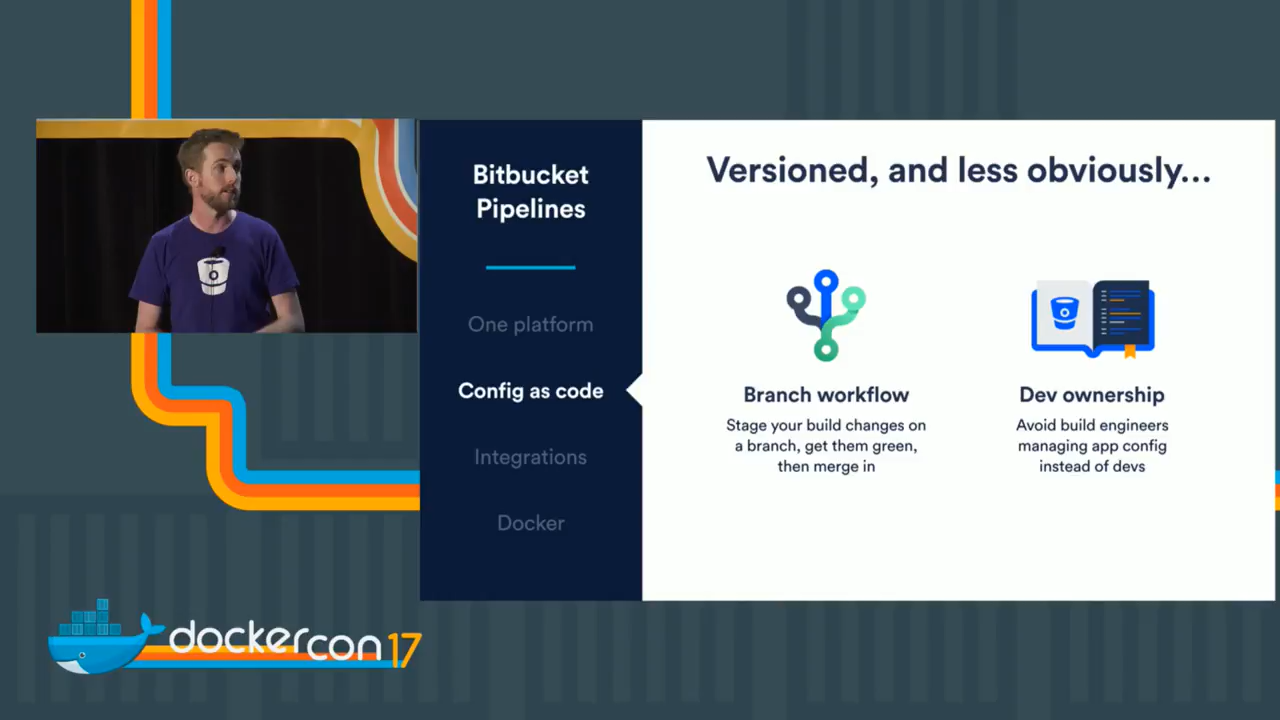 Bitbucket
Pipelines
One platform
Config as code
Integrations
Docker
Versioned, and less obviously...
Branch workflow
Stage your build changes on
a branch, get them green,
then merge in
Dev ownership
Avoid build engineers
managing app config
instead of devs
dockercon 17